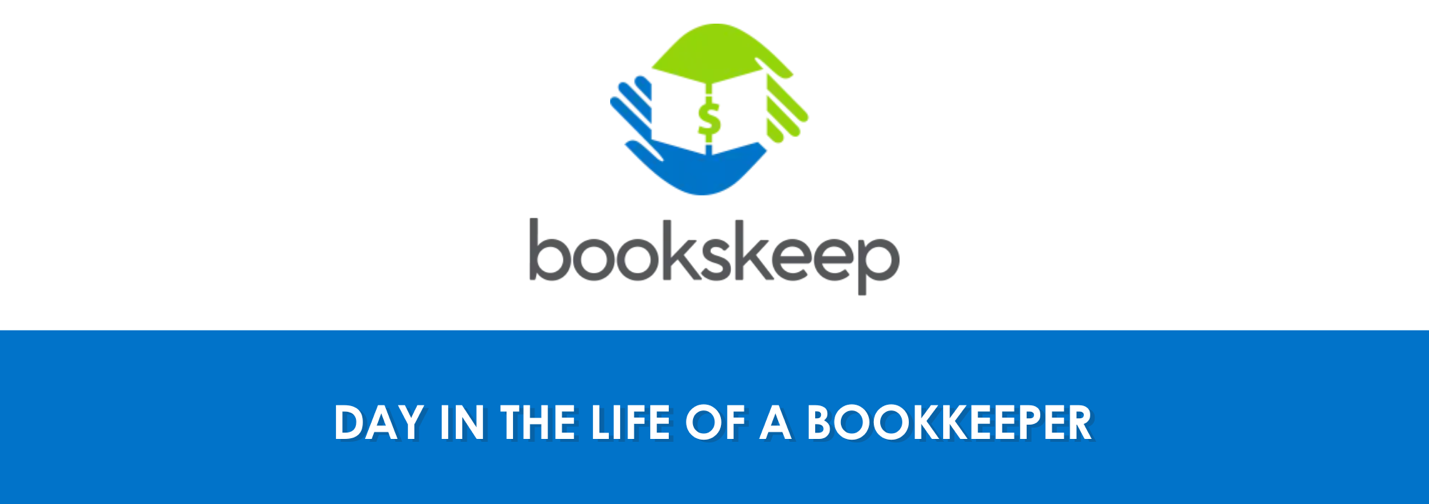 $
bookskeep
DAY IN THE LIFE OF A BOOKKEEPER